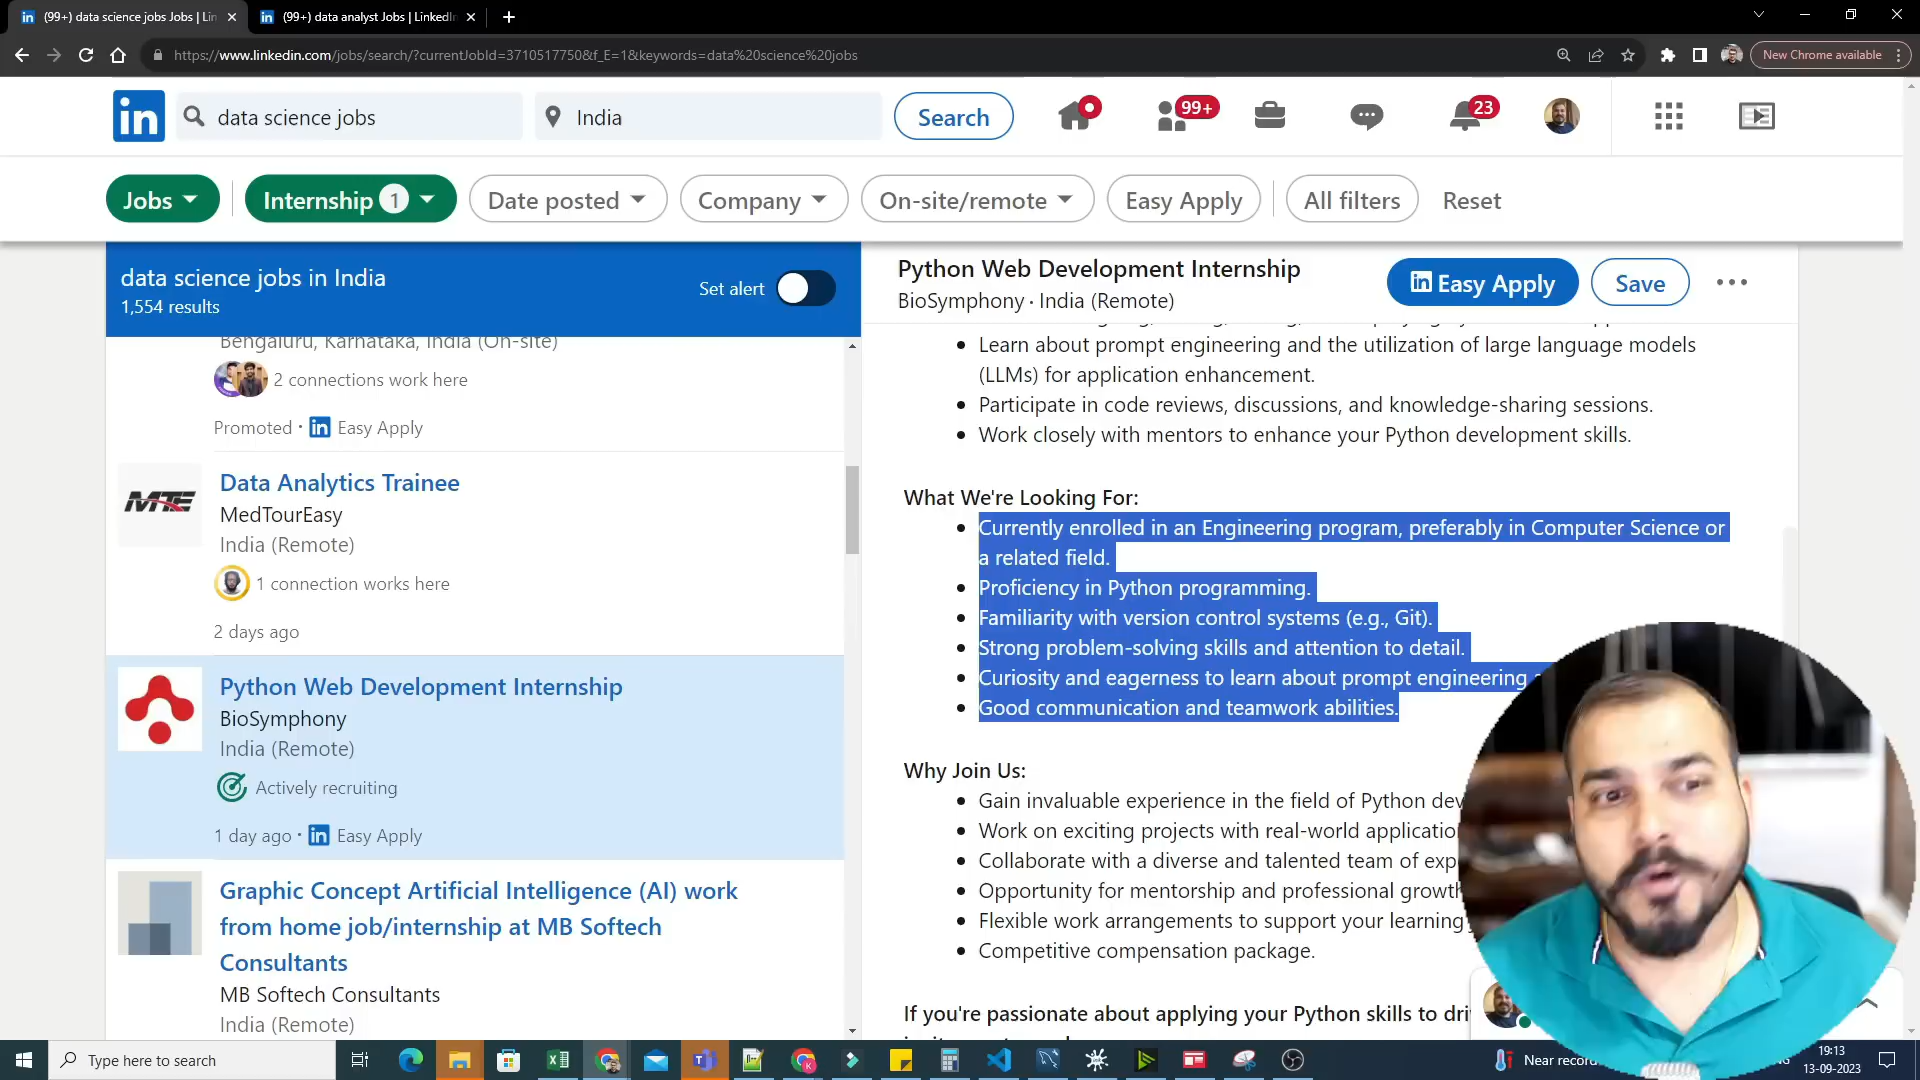 (99+) data science jobs Jobs | Lin
(99+) data analyst Jobs | LinkedIn
https://www.linkedin.com/jobs/search/?currentJobId=3710517750&f_E=1&keywords=data%20science%20jobs
New Chrome available
in
data science jobs
India
Search
99+
23
Jobs
Internship 1
Date posted
Company
On-site/remote
Easy Apply
All filters
Reset
data science jobs in India
1,554 results
Set alert
Bengaluru, Karnataka, India (On-site)
2 connections work here
Promoted · in Easy Apply
MTE
Data Analytics Trainee
MedTourEasy
India (Remote)
1 connection works here
2 days ago
Python Web Development Internship
BioSymphony
India (Remote)
Actively recruiting
1 day ago · in Easy Apply
Graphic Concept Artificial Intelligence (AI) work
from home job/internship at MB Softech
Consultants
MB Softech Consultants
India (Remote)
Python Web Development Internship
BioSymphony · India (Remote)
in Easy Apply
Save
Learn about prompt engineering and the utilization of large language models
(LLMs) for application enhancement.
Participate in code reviews, discussions, and knowledge-sharing sessions.
Work closely with mentors to enhance your Python development skills.
What We're Looking For:
Currently enrolled in an Engineering program, preferably in Computer Science or
a related field.
Proficiency in Python programming.
Familiarity with version control systems (e.g., Git).
Strong problem-solving skills and attention to detail.
Curiosity and eagerness to learn about prompt engineering
Good communication and teamwork abilities.
Why Join Us:
Gain invaluable experience in the field of Python dev
Work on exciting projects with real-world applicatio
Collaborate with a diverse and talented team of exp
Opportunity for mentorship and professional growth
Flexible work arrangements to support your learning
Competitive compensation package.
If you're passionate about applying your Python skills to dri
Type here to search
Near recor
19:13
13-09-2023